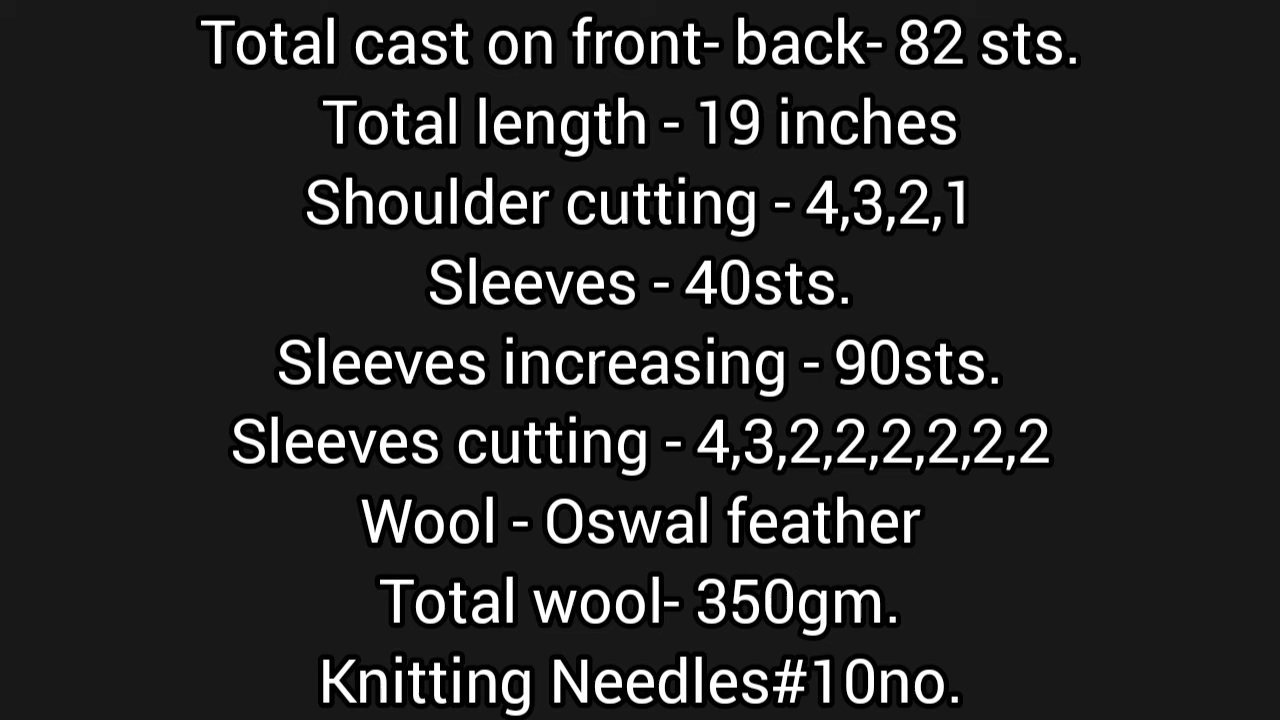 Total cast on front- back- 82 sts.
Total length - 19 inches
Shoulder cutting - 4,3,2,1
Sleeves - 40sts.
Sleeves increasing - 90sts.
Sleeves cutting - 4,3,2,2,2,2,2,2
Wool - Oswal feather
Total wool- 350gm.
Knitting Needles#10no.